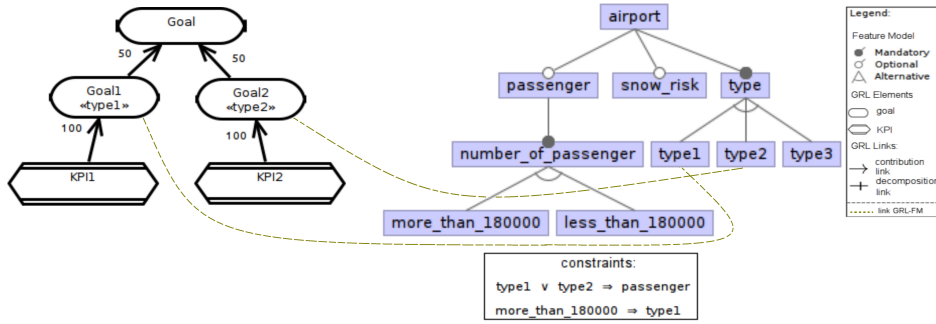 Goal
50
50
Goal1
«type1»
Goal2
«type2»
100
100
KPI1
KPI2
airport
passenger
snow_risk
type
number_of_passenger
type1
type2
type3
more_than_180000
less_than_180000
constraints:
type1 ∨ type2 ⇒ passenger
more_than_180000 ⇒ type1
Legend:
Feature Model
Mandatory
Optional
Alternative
GRL Elements
goal
KPI
GRL Links:
contribution
link
decomposition
link
link GRL-FM